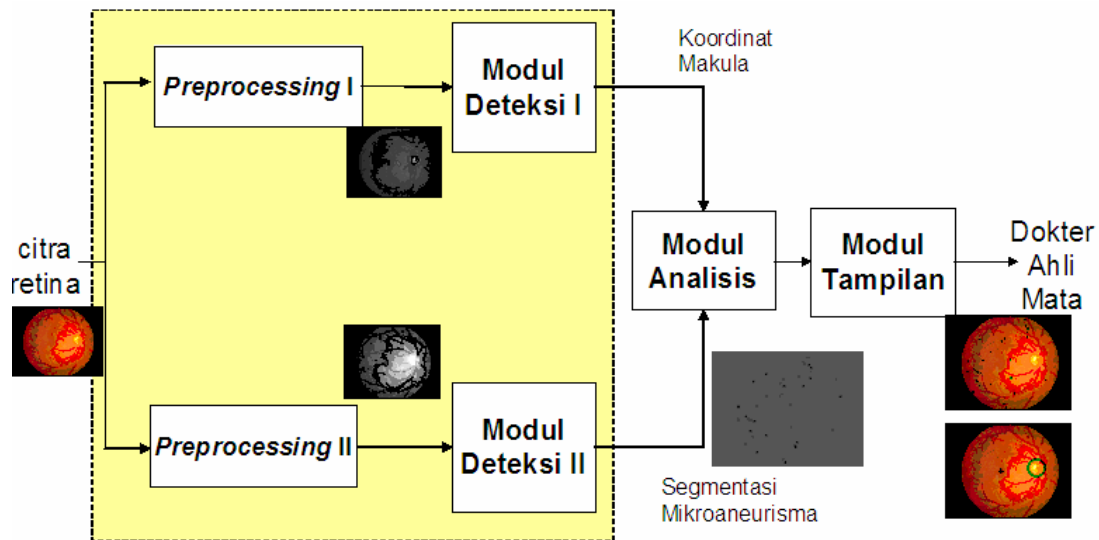 Preprocessing I
Modul
Deteksi I
Koordinat
Makula
citra
retina
Modul
Analisis
Modul
Tampilan
Dokter
Ahli
Mata
Preprocessing II
Modul
Deteksi II
Segmentasi
Mikroaneurisma